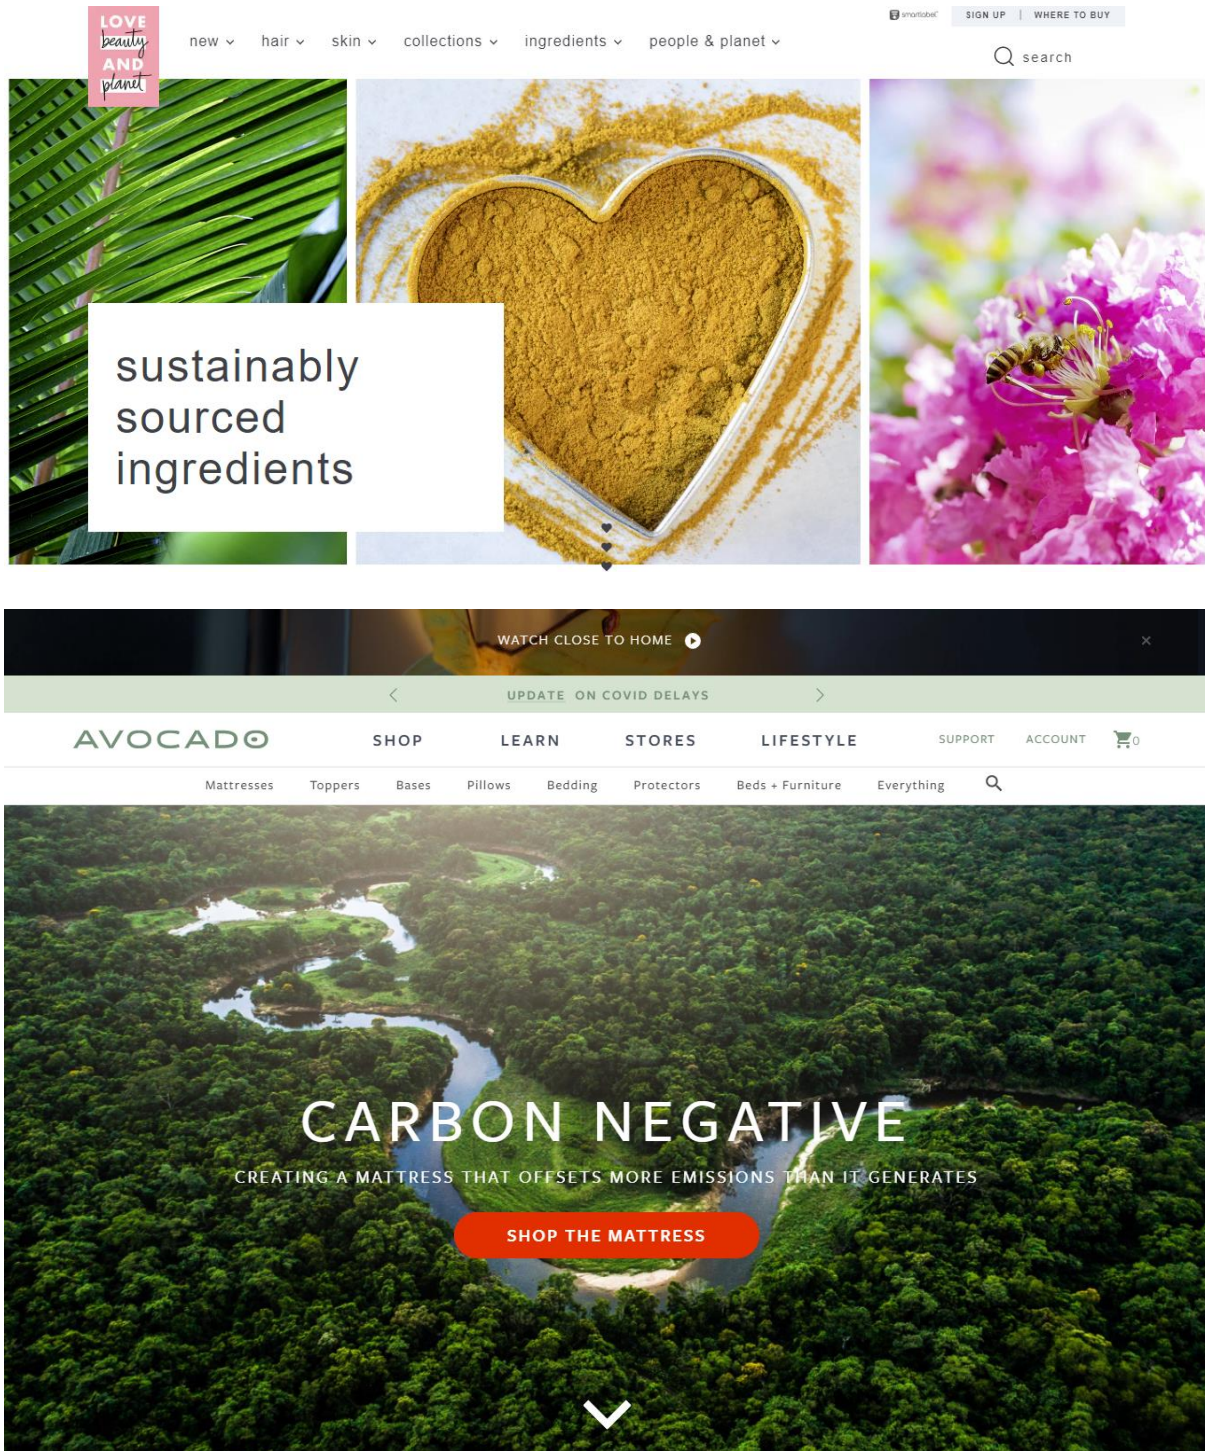 LOVE
beauty
AND
planet
smartlabel
SIGN UP | WHERE TO BUY
new hair skin collections ingredients people & planet
search
sustainably
sourced
ingredients
WATCH CLOSE TO HOME
×
UPDATE ON COVID DELAYS
AVOCADO SHOP LEARN STORES LIFESTYLE SUPPORT ACCOUNT 0
Mattresses Toppers Bases Pillows Bedding Protectors Beds + Furniture Everything
CARBON NEGATIVE
CREATING A MATTRESS THAT OFFSETS MORE EMISSIONS THAN IT GENERATES
SHOP THE MATTRESS